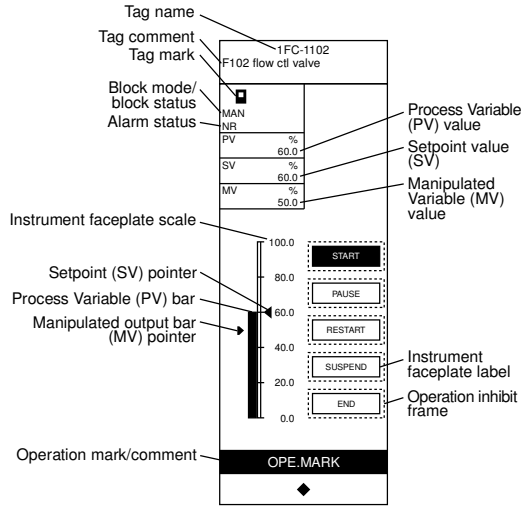 Tag name
1FC-1102
Tag comment
F102 flow ctl valve
Tag mark
Block mode/
block status
MAN
Alarm status
NR
PV %
60.0
Process Variable
(PV) value
SV %
60.0
Setpoint value
(SV)
MV %
50.0
Manipulated
Variable (MV)
value
Instrument faceplate scale
100.0
80.0
60.0
40.0
20.0
0.0
Setpoint (SV) pointer
Process Variable (PV) bar
Manipulated output bar
(MV) pointer
START
PAUSE
RESTART
SUSPEND
END
Instrument
faceplate label
Operation inhibit
frame
Operation mark/comment
OPE.MARK